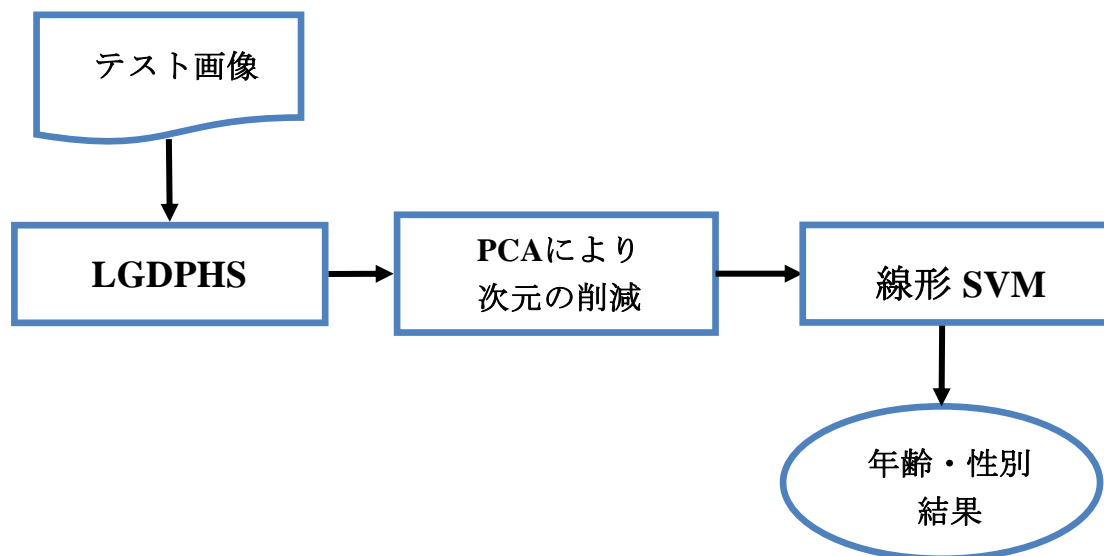 テスト画像
LGDPHS
PCAにより
次元の削減
線形 SVM
年齢・性別
結果